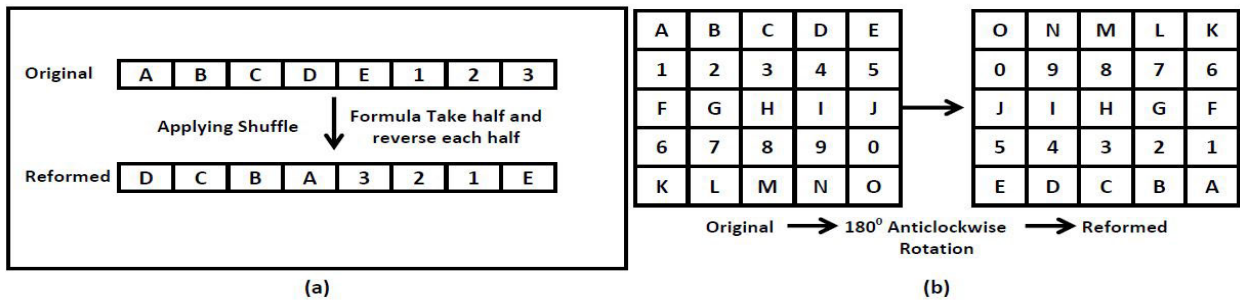 Original A B C D E 1 2 3
Applying Shuffle
Formula Take half and
reverse each half
Reformed D C B A 3 2 1 E
(a)
A B C D E
1 2 3 4 5
F G H I J
6 7 8 9 0
K L M N O
O N M L K
0 9 8 7 6
J I H G F
5 4 3 2 1
E D C B A
Original 180⁰ Anticlockwise Reformed
Rotation
(b)